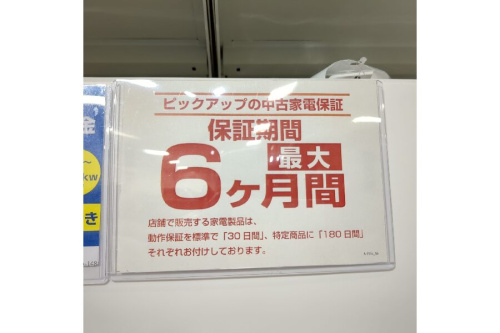 ピックアップの中古家電保証
保証期間
最大
6ヶ月間
店舗で販売する家電製品は、
動作保証を標準で「30日間」、特定商品に「180日間」
それぞれお付けしております。
金
～
kw
き